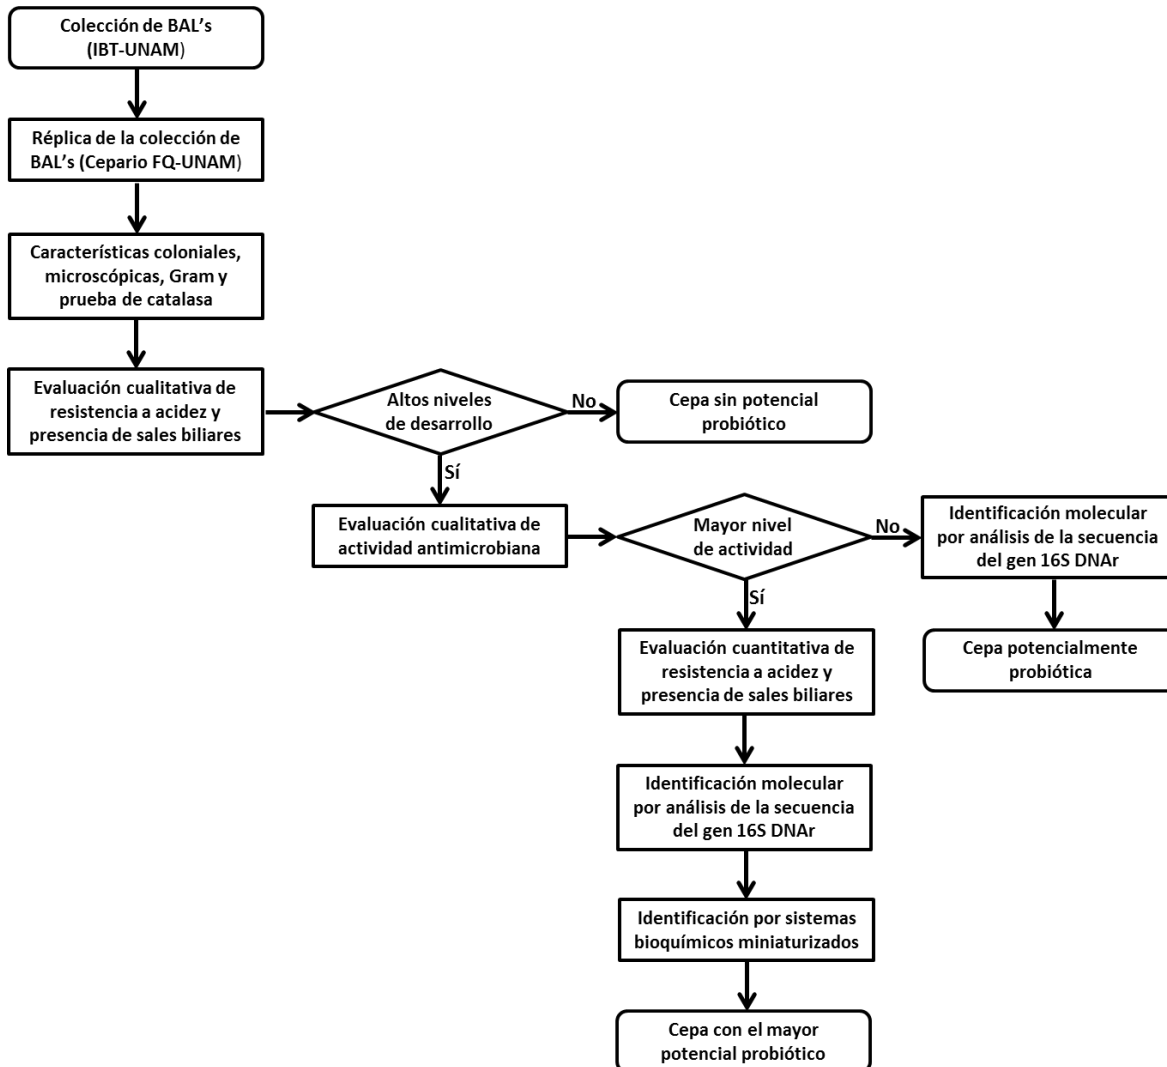 Colección de BAL's
(IBT-UNAM)
Réplica de la colección de
BAL's (Cepario FQ-UNAM)
Característícas coloniales,
microscópicas, Gram y
prueba de catalasa
Evaluación cualitativa de
resistencia a acidez y
presencia de sales biliares
Altos niveles
de desarrollo
No
Cepa sin potencial
probiótico
Sí
Evaluación cualitativa de
actividad antimicrobiana
Mayor nivel
de actividad
No
Identificación molecular
por análisis de la secuencia
del gen 16S DNAr
Cepa potencialmente
probiótica
Sí
Evaluación cuantitativa de
resistencia a acidez y
presencia de sales biliares
Identificación molecular
por análisis de la secuencia
del gen 16S DNAr
Identificación por sistemas
bioquímicos miniaturizados
Cepa con el mayor
potencial probiótico